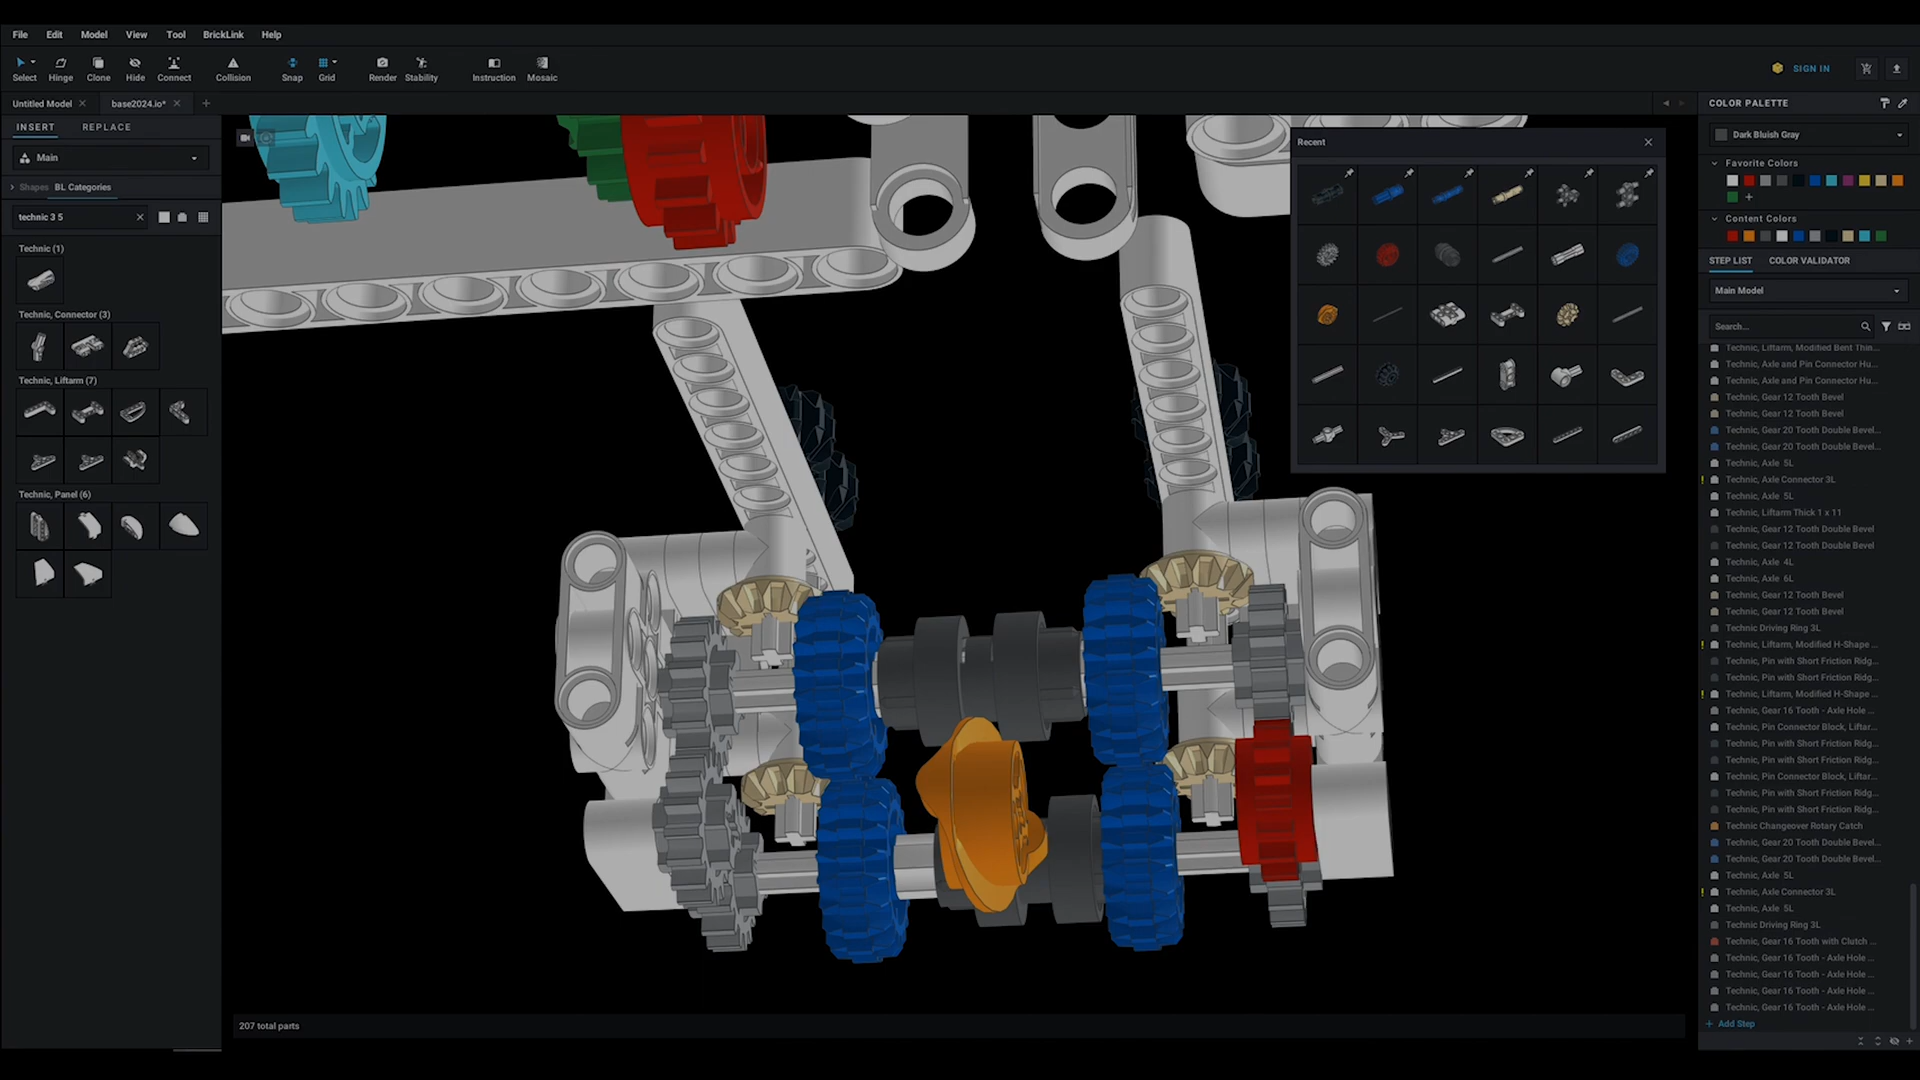 File Edit Model View Tool BrickLink Help
Select Hinge Clone Hide Connect Collision Snap Grid Render Stability Instruction Mosaic SIGN IN
Untitled Model base2024.io*
INSERT REPLACE
Main
Shapes BL Categories
technic 3 5
Technic (1)
Technic, Connector (3)
Technic, Liftarm (7)
Technic, Panel (6)
207 total parts
Recent
COLOR PALETTE
Dark Bluish Gray
Favorite Colors
Content Colors
STEP LIST COLOR VALIDATOR
Main Model
Search...
Technic, Liftarm, Modified Bent Thin...
Technic, Axle and Pin Connector Hu...
Technic, Axle and Pin Connector Hu...
Technic, Gear 12 Tooth Bevel
Technic, Gear 12 Tooth Bevel
Technic, Gear 20 Tooth Double Bevel...
Technic, Gear 20 Tooth Double Bevel...
Technic, Axle 5L
Technic, Axle Connector 3L
Technic, Axle 5L
Technic, Liftarm Thick 1 x 11
Technic, Gear 12 Tooth Double Bevel
Technic, Gear 12 Tooth Double Bevel
Technic, Axle 4L
Technic, Axle 6L
Technic, Gear 12 Tooth Bevel
Technic, Gear 12 Tooth Bevel
Technic Driving Ring 3L
Technic, Liftarm, Modified H-Shape ...
Technic, Pin with Short Friction Ridg...
Technic, Pin with Short Friction Ridg...
Technic, Liftarm, Modified H-Shape ...
Technic, Gear 16 Tooth - Axle Hole ...
Technic, Pin Connector Block, Liftar...
Technic, Pin with Short Friction Ridg...
Technic, Pin with Short Friction Ridg...
Technic, Pin Connector Block, Liftar...
Technic, Pin with Short Friction Ridg...
Technic, Pin with Short Friction Ridg...
Technic Changeover Rotary Catch
Technic, Gear 20 Tooth Double Bevel...
Technic, Gear 20 Tooth Double Bevel...
Technic, Axle 5L
Technic, Axle Connector 3L
Technic, Axle 5L
Technic Driving Ring 3L
Technic, Gear 16 Tooth with Clutch ...
Technic, Gear 16 Tooth - Axle Hole ...
Technic, Gear 16 Tooth - Axle Hole ...
Technic, Gear 16 Tooth - Axle Hole ...
Technic, Gear 16 Tooth - Axle Hole ...
+ Add Step